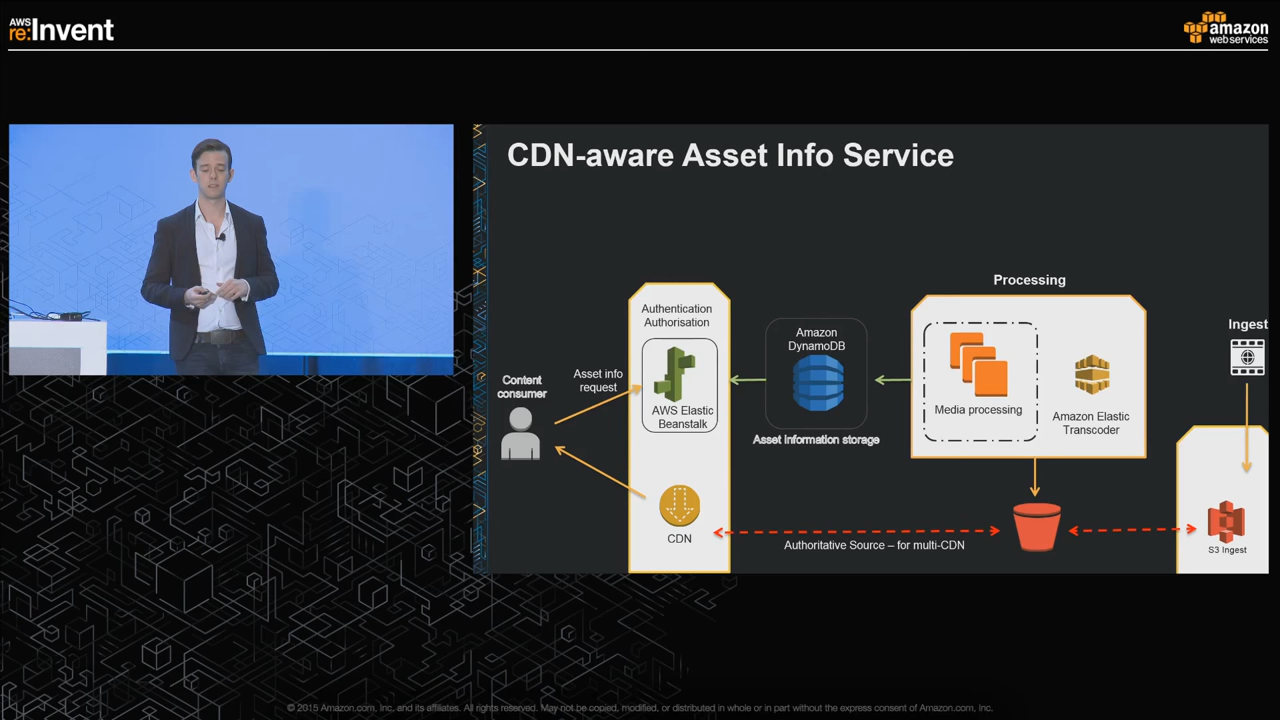 AWS
re:Invent
amazon
web services
CDN-aware Asset Info Service
Processing
Ingest
Authentication
Authorisation
Amazon
DynamoDB
Asset info
request
Content
consumer
AWS Elastic
Beanstalk
Media processing
Amazon Elastic
Transcoder
Asset information storage
CDN
Authoritative Source – for multi-CDN
S3 Ingest
© 2015 Amazon.com, Inc. and its affiliates. All rights reserved. May not be copied, modified, or distributed in whole or in part without the express consent of Amazon.com, Inc.